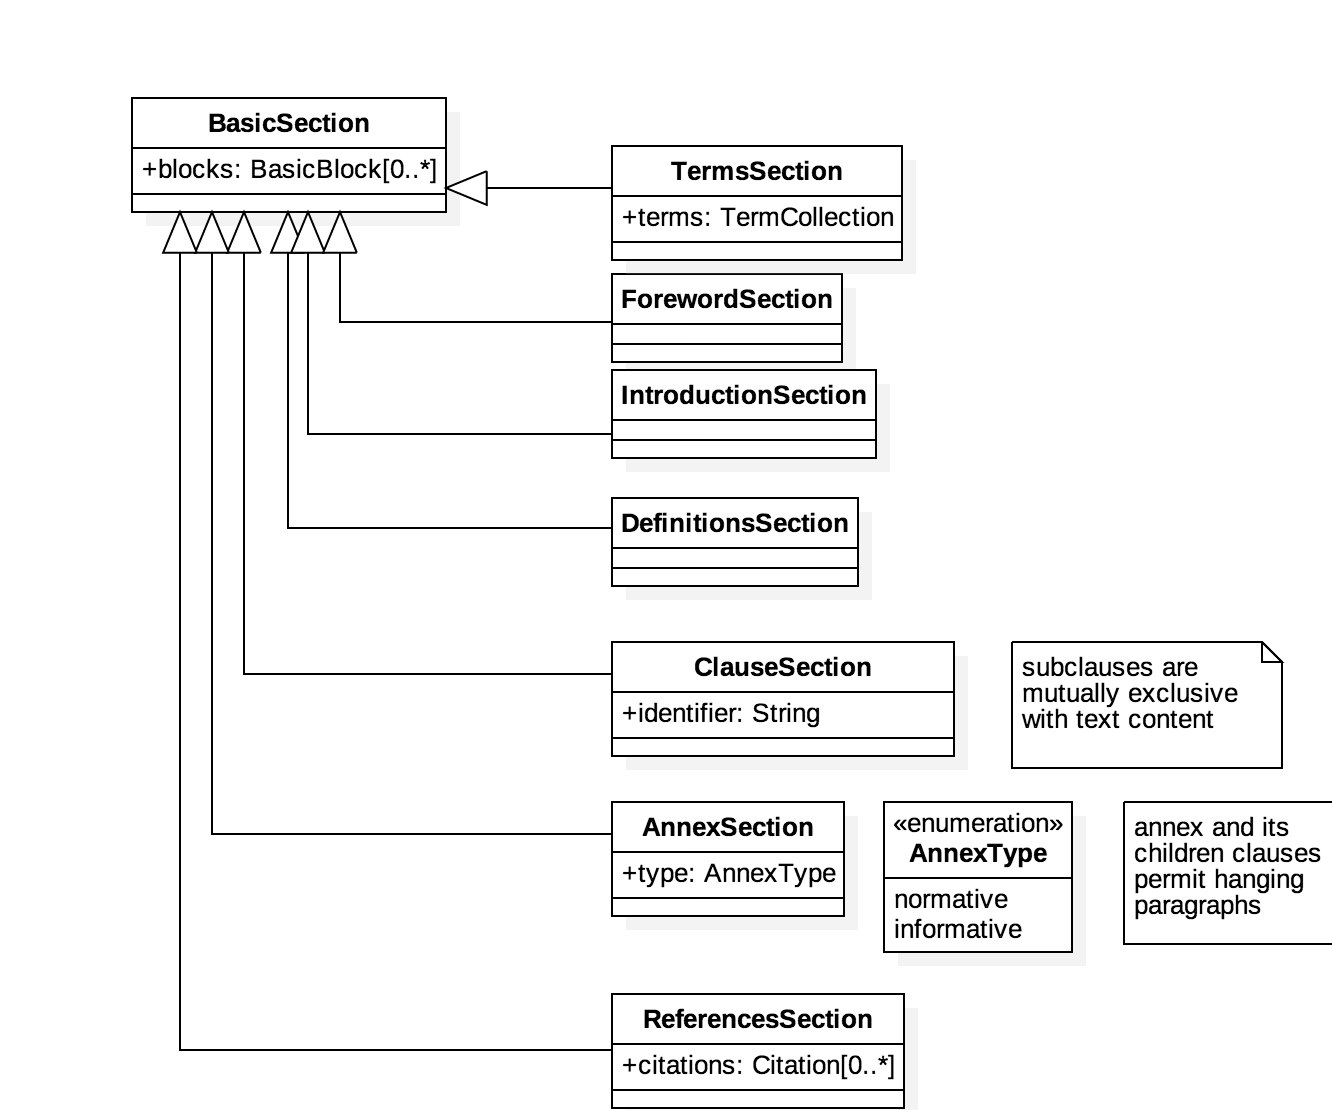 BasicSection
+blocks: BasicBlock[0..*]
TermsSection
+terms: TermCollection
ForewordSection
IntroductionSection
DefinitionsSection
ClauseSection
+identifier: String
subclauses are
mutually exclusive
with text content
AnnexSection
+type: AnnexType
«enumeration»
AnnexType
normative
informative
annex and its
children clauses
permit hanging
paragraphs
ReferencesSection
+citations: Citation[0..*]